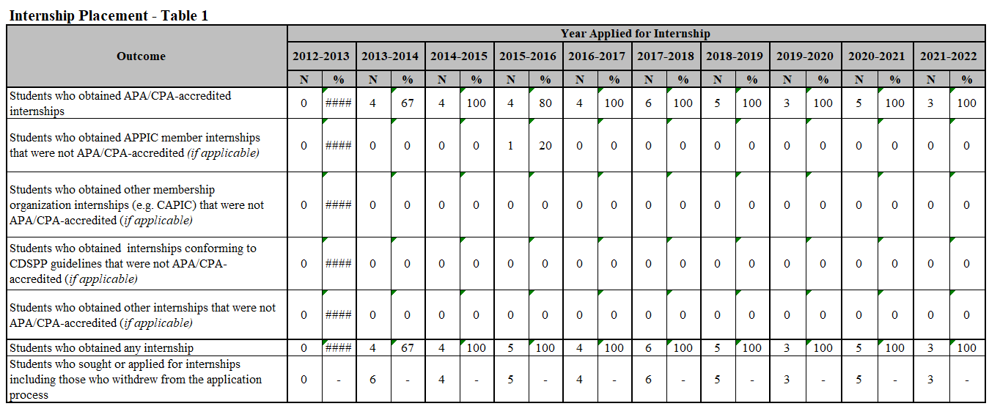 Internship Placement - Table 1
Outcome
Year Applied for Internship
2012-2013 2013-2014 2014-2015 2015-2016 2016-2017 2017-2018 2018-2019 2019-2020 2020-2021 2021-2022
N % N % N % N % N % N % N % N % N % N %
Students who obtained APA/CPA-accredited
internships
0 #### 4 67 4 100 4 80 4 100 6 100 5 100 3 100 5 100 3 100
Students who obtained APPIC member internships
that were not APA/CPA-accredited (if applicable)
0 #### 0 0 0 0 1 20 0 0 0 0 0 0 0 0 0 0 0 0
Students who obtained other membership
organization internships (e.g. CAPIC) that were not
APA/CPA-accredited (if applicable)
0 #### 0 0 0 0 0 0 0 0 0 0 0 0 0 0 0 0 0 0
Students who obtained  internships conforming to
CDSPP guidelines that were not APA/CPA-
accredited (if applicable)
0 #### 0 0 0 0 0 0 0 0 0 0 0 0 0 0 0 0 0 0
Students who obtained other internships that were not
APA/CPA-accredited (if applicable)
0 #### 0 0 0 0 0 0 0 0 0 0 0 0 0 0 0 0 0 0
Students who obtained any internship
0 #### 4 67 4 100 5 100 4 100 6 100 5 100 3 100 5 100 3 100
Students who sought or applied for internships
including those who withdrew from the application
process
0 - 6 - 4 - 5 - 4 - 6 - 5 - 3 - 5 - 3 -